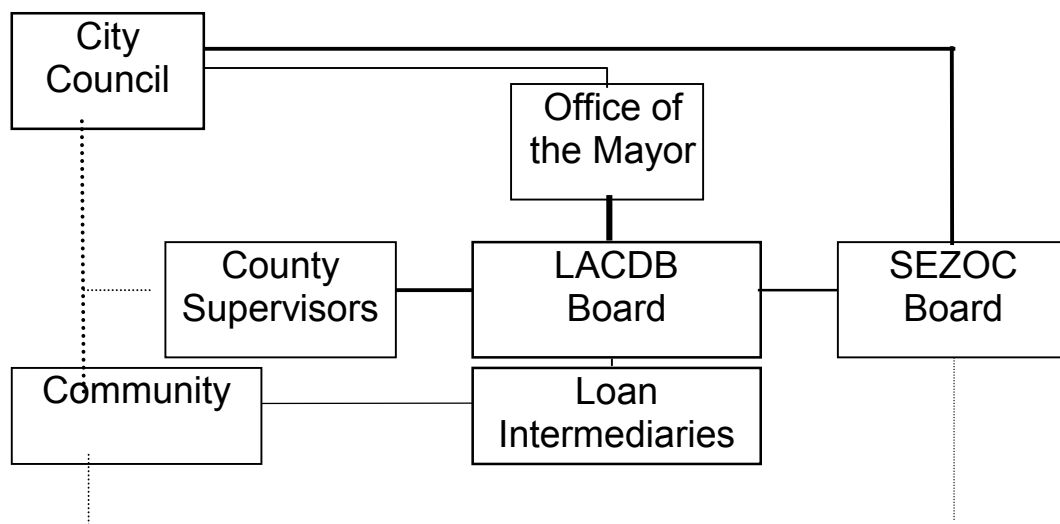 City
Council
Office of
the Mayor
County
Supervisors
LACDB
Board
SEZOC
Board
Community
Loan
Intermediaries